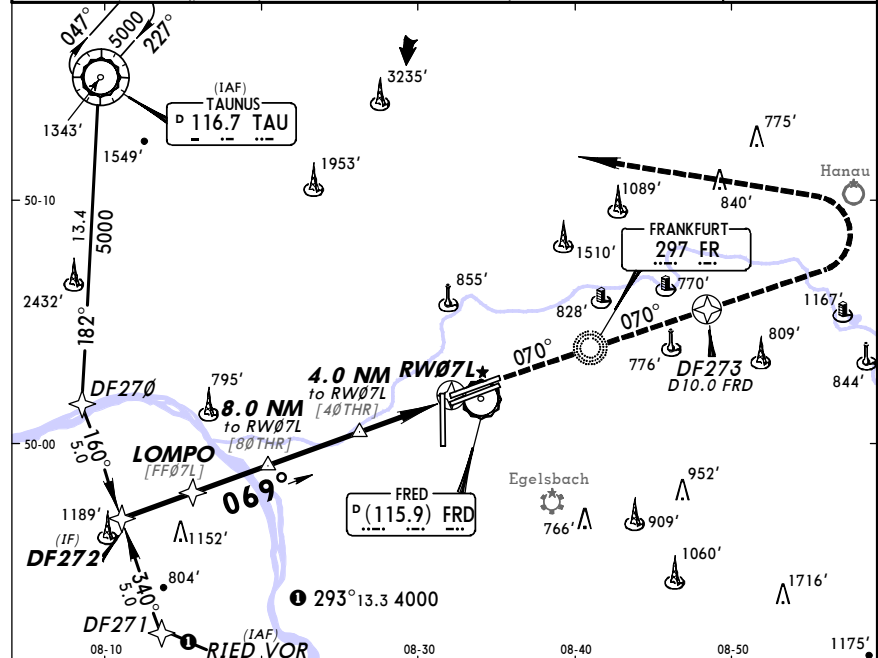 047°
5000
227°
(IAF)
TAUNUS
D 116.7 TAU
1343'
1549'
3235'
1953'
775'
Hanau
840'
1089'
50-10
1510'
FRANKFURT
297 FR
13.4
5000
2432'
182°
855'
828'
770'
070°
070°
1167'
776'
DF273
D10.0 FRD
809'
844'
DF27Ø
795'
4.0 NM
to RWØ7L
[4ØTHR]
RWØ7L
8.0 NM
to RWØ7L
[8ØTHR]
50-00
160°
5.0
LOMPO
[FFØ7L]
069°
FRED
D (115.9) FRD
Egelsbach
766'
952'
909'
1189'
(IF)
DF272
1152'
1060'
1716'
804'
340°
5.0
1 293° 13.3 4000
DF271
1
(IAF)
RIED VOR
08-10
08-30
08-40
08-50
1175'